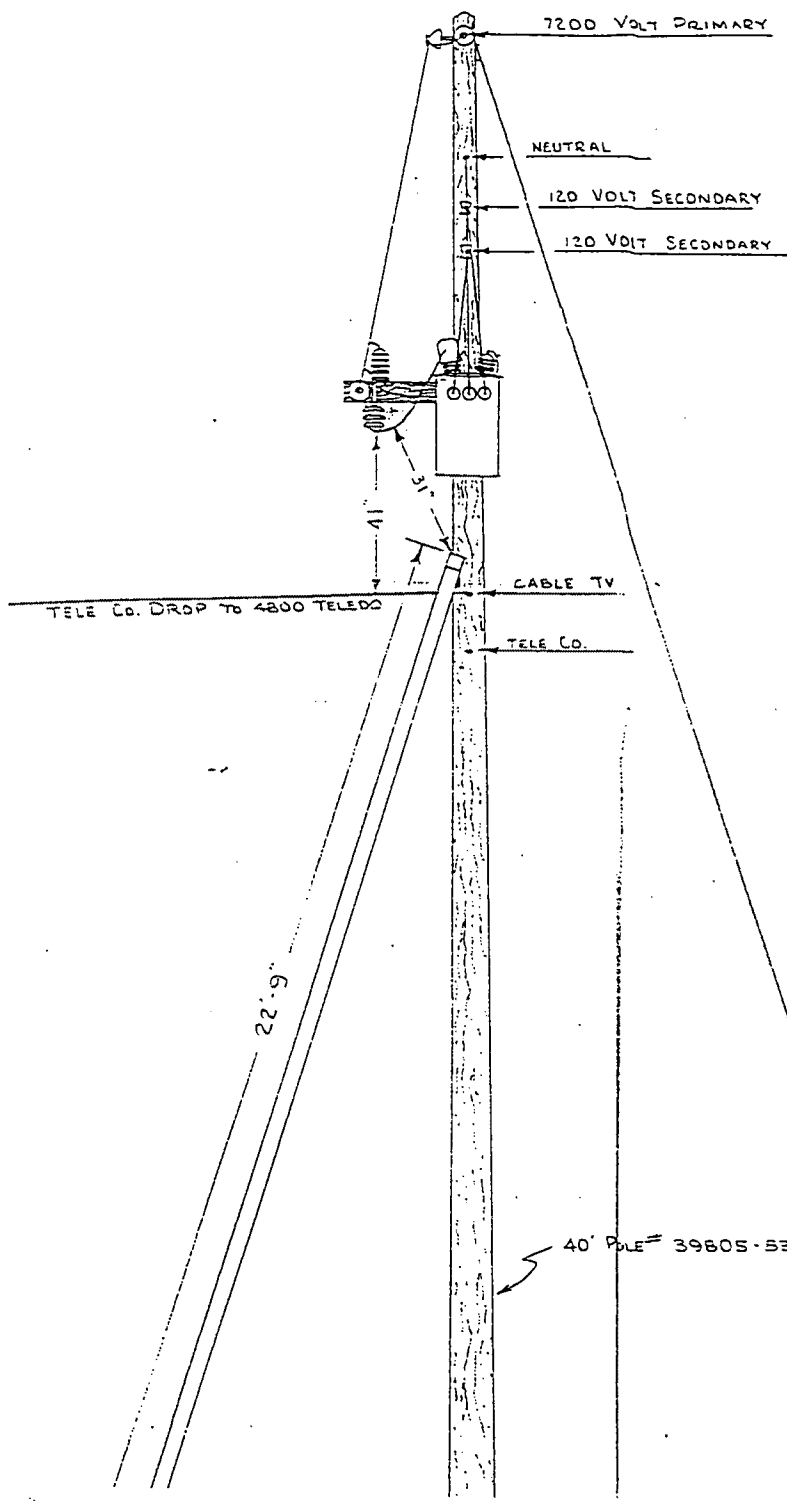 7200 VOLT PRIMARY
NEUTRAL
120 VOLT SECONDARY
120 VOLT SECONDARY
31"
41"
CABLE TV
TELE CO. DROP TO 4800 TELEDO
TELE CO.
22'-9"
40' POLE # 39805-53